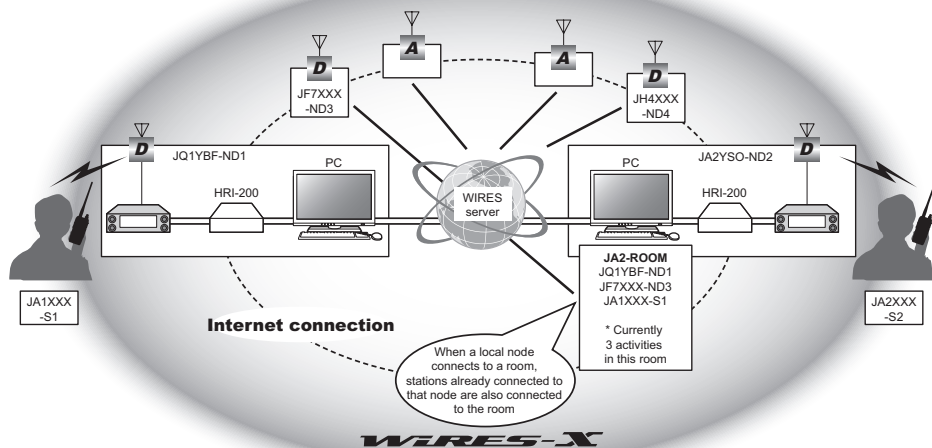 A
A
D
D
JF7XXX
-ND3
JH4XXX
-ND4
D
JQ1YBF-ND1
PC
HRI-200
WIRES
server
JA2YSO-ND2
D
PC
HRI-200
JA1XXX
-S1
JA2XXX
-S2
JA2-ROOM
JQ1YBF-ND1
JF7XXX-ND3
JA1XXX-S1
* Currently
3 activities
in this room
Internet connection
When a local node
connects to a room,
stations already connected to
that node are also connected
to the room
WIRES-X